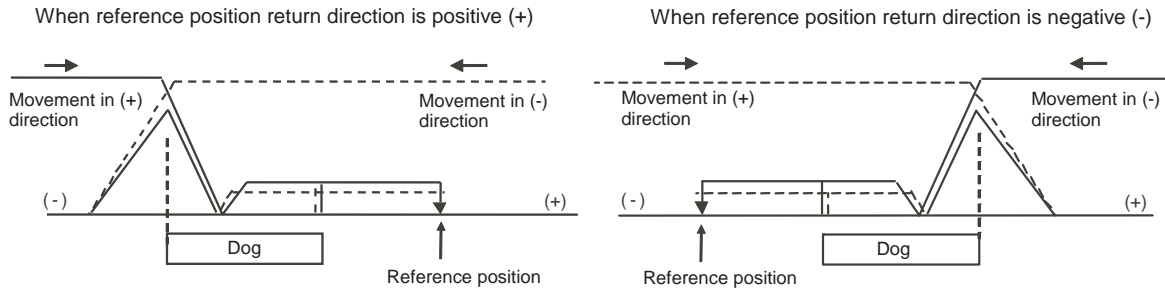 When reference position return direction is positive (+)
Movement in (+)
direction
Movement in (-)
direction
(-)
(+)
Dog
Reference position
When reference position return direction is negative (-)
Movement in (+)
direction
Movement in (-)
direction
(-)
(+)
Dog
Reference position